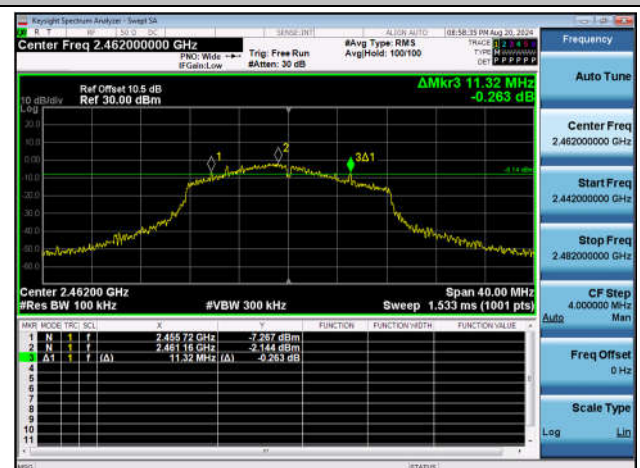 Keysight Spectrum Analyzer - Swept SA
R T RF 50 Ω DC SENSE:INT ALIGN AUTO 08:58:35 PM Aug 20, 2024
Center Freq 2.462000000 GHz
PNO: Wide
IFGain:Low
Trig: Free Run
#Atten: 30 dB
#Avg Type: RMS
Avg|Hold: 100/100
TRACE 1 2 3 4 5 6
TYPE
DET P P P P P P
Frequency
Auto Tune
Center Freq
2.462000000 GHz
Start Freq
2.442000000 GHz
Stop Freq
2.482000000 GHz
CF Step
4.000000 MHz
Auto Man
Freq Offset
0 Hz
Scale Type
Log Lin
ΔMkr3 11.32 MHz
-0.263 dB
Ref Offset 10.5 dB
Ref 30.00 dBm
10 dB/div
Log
20.0
10.0
0.00
-10.0
-20.0
-30.0
-40.0
-50.0
-60.0
1
2
3Δ1
-8.14 dBm
Center 2.46200 GHz
#Res BW 100 kHz
#VBW 300 kHz
Span 40.00 MHz
Sweep 1.533 ms (1001 pts)
MKR MODE TRC SCL X Y FUNCTION FUNCTION WIDTH FUNCTION VALUE
1 N 1 f 2.455 72 GHz -7.267 dBm
2 N 1 f 2.461 16 GHz -2.144 dBm
3 Δ1 1 f (Δ) 11.32 MHz (Δ) -0.263 dB
4
5
6
7
8
9
10
11
MSG STATUS